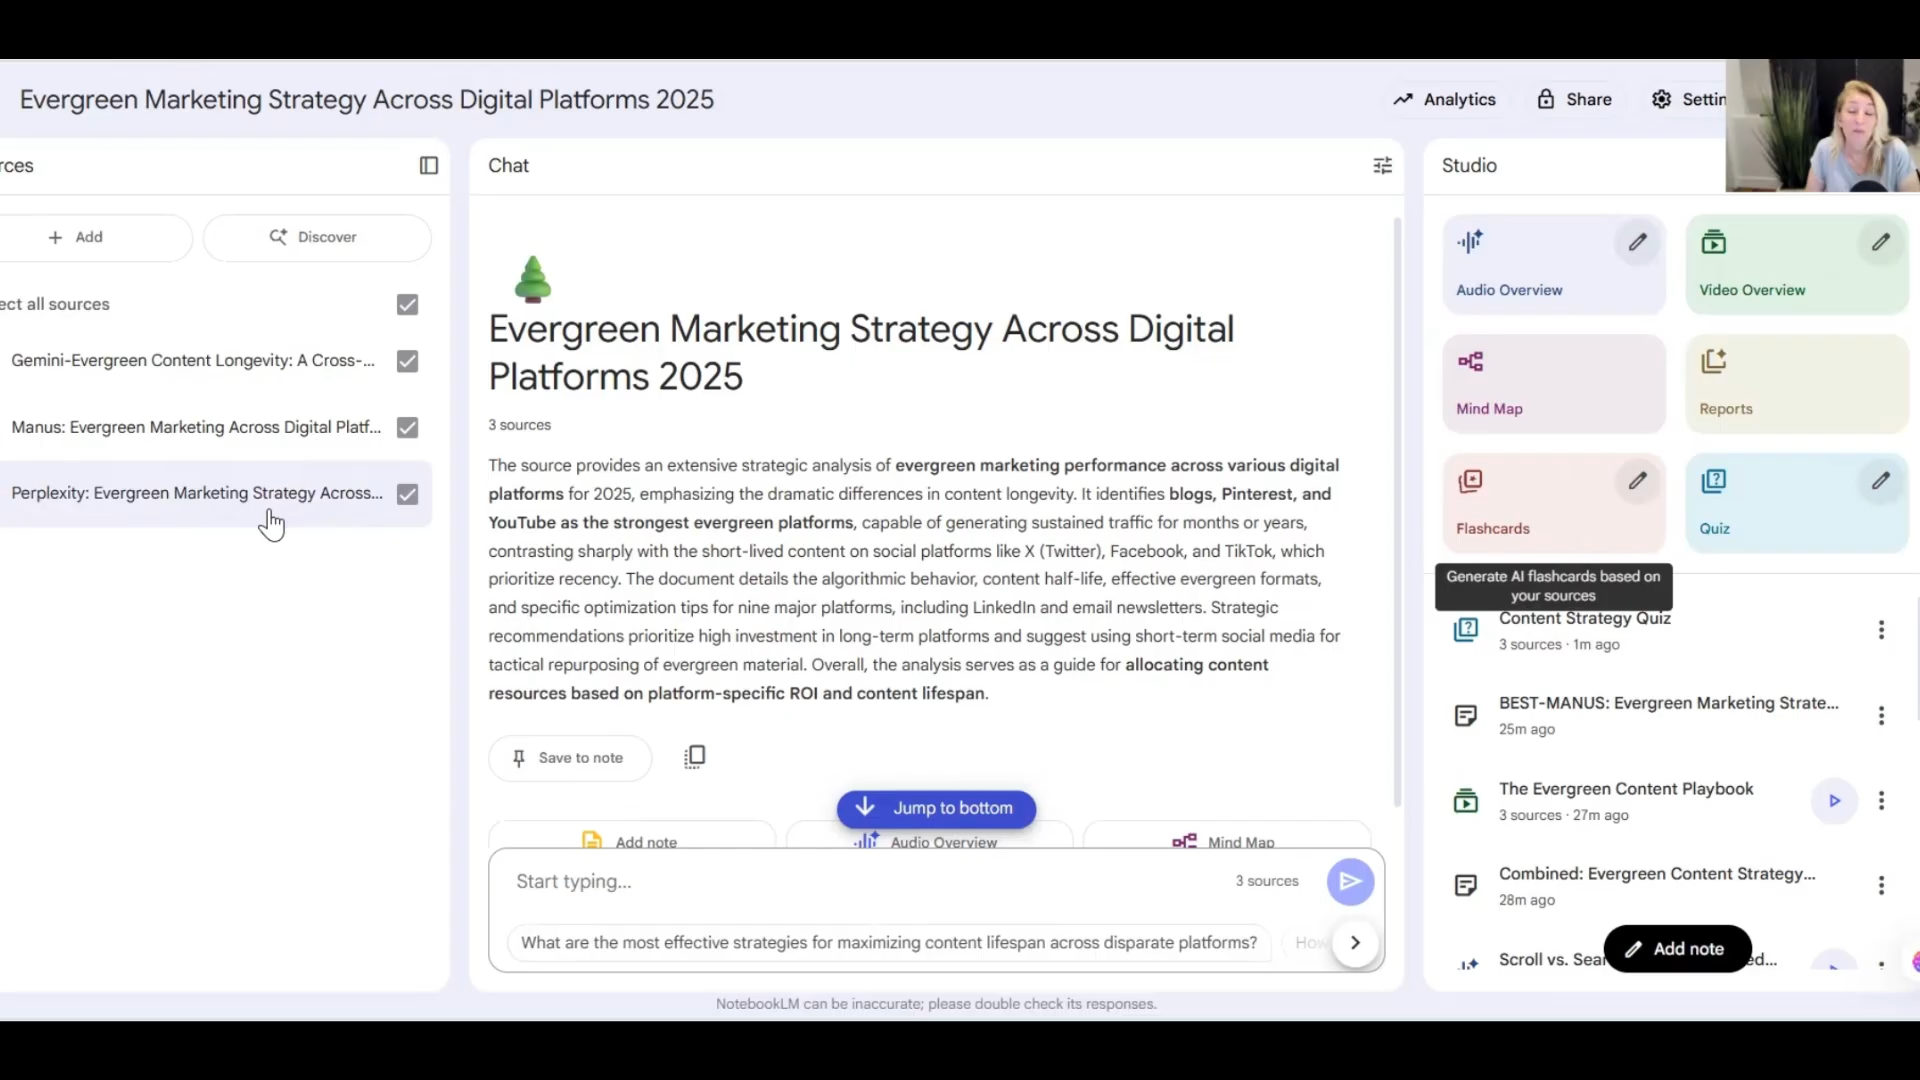 Evergreen Marketing Strategy Across Digital Platforms 2025
Analytics
Share
Settin
rces
Add
Discover
ect all sources
Gemini-Evergreen Content Longevity: A Cross-...
Manus: Evergreen Marketing Across Digital Platf...
Perplexity: Evergreen Marketing Strategy Across...
Chat
Evergreen Marketing Strategy Across Digital
Platforms 2025
3 sources
The source provides an extensive strategic analysis of evergreen marketing performance across various digital
platforms for 2025, emphasizing the dramatic differences in content longevity. It identifies blogs, Pinterest, and
YouTube as the strongest evergreen platforms, capable of generating sustained traffic for months or years,
contrasting sharply with the short-lived content on social platforms like X (Twitter), Facebook, and TikTok, which
prioritize recency. The document details the algorithmic behavior, content half-life, effective evergreen formats,
and specific optimization tips for nine major platforms, including LinkedIn and email newsletters. Strategic
recommendations prioritize high investment in long-term platforms and suggest using short-term social media for
tactical repurposing of evergreen material. Overall, the analysis serves as a guide for allocating content
resources based on platform-specific ROI and content lifespan.
Save to note
Jump to bottom
Add note
Audio Overview
Mind Map
Start typing...
3 sources
What are the most effective strategies for maximizing content lifespan across disparate platforms?
How
NotebookLM can be inaccurate; please double check its responses.
Studio
Audio Overview
Video Overview
Mind Map
Reports
Flashcards
Quiz
Generate AI flashcards based on
your sources
Content Strategy Quiz
3 sources · 1m ago
BEST-MANUS: Evergreen Marketing Strate...
25m ago
The Evergreen Content Playbook
3 sources · 27m ago
Combined: Evergreen Content Strategy...
28m ago
Scroll vs. Sear
ed...
Add note